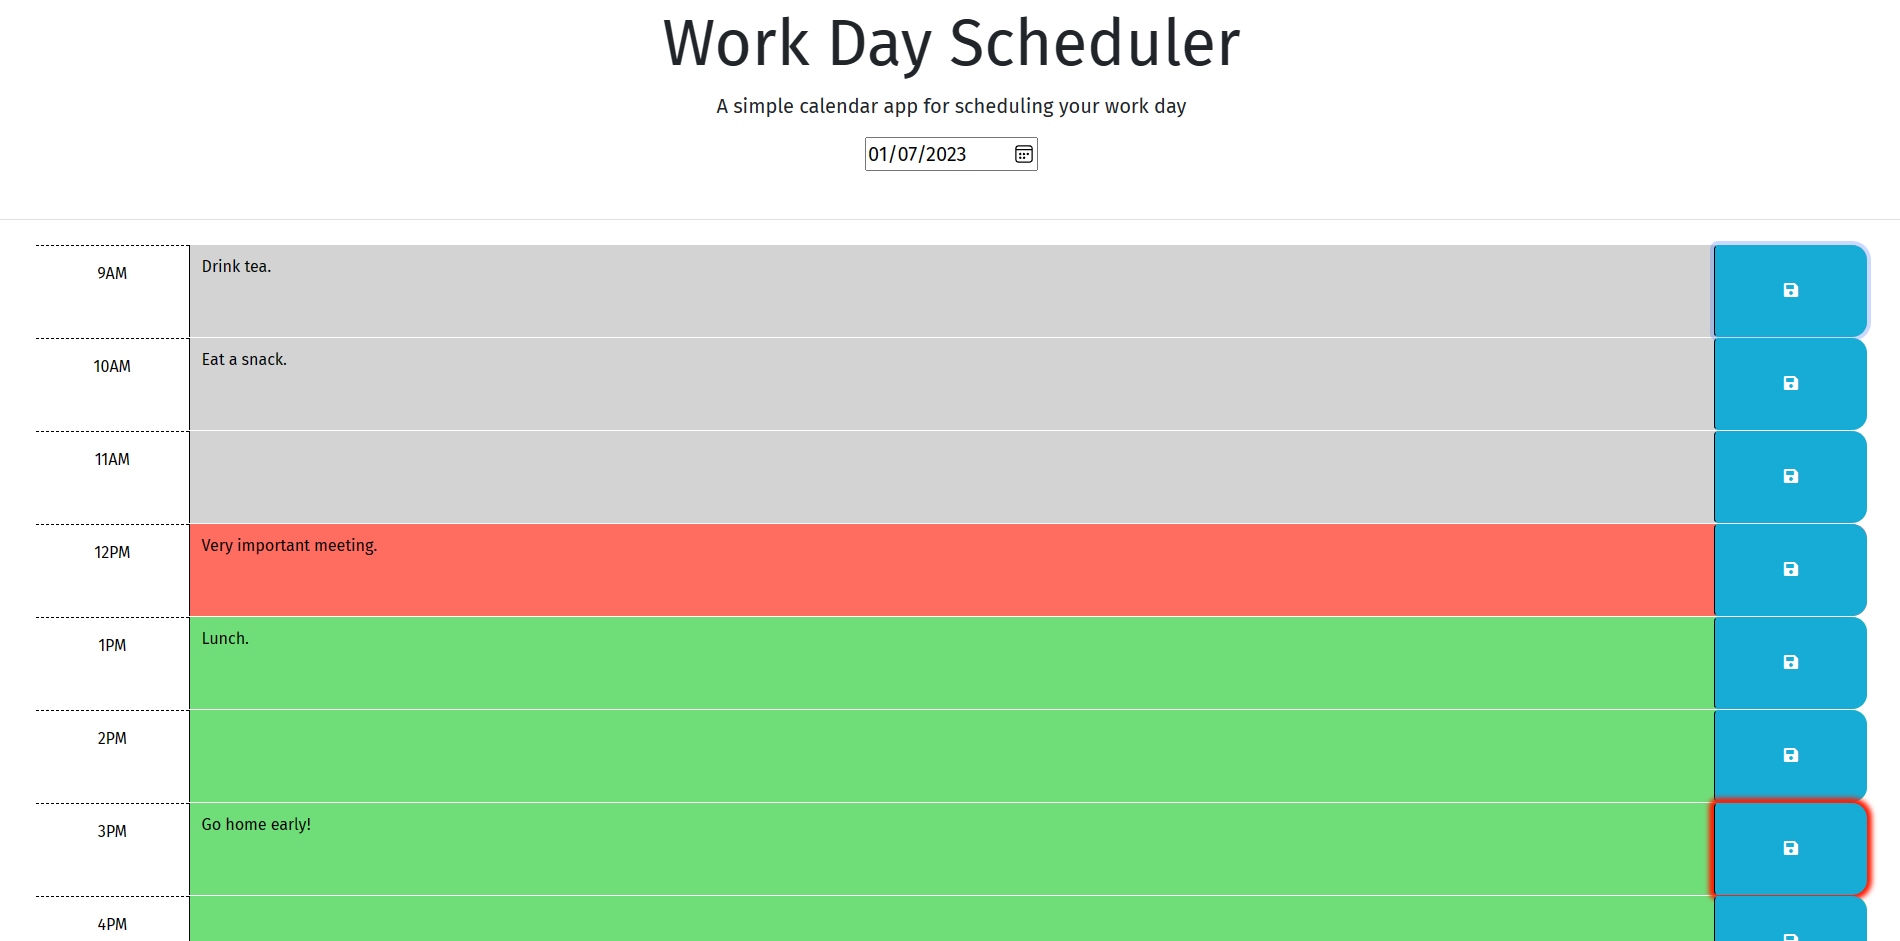 Work Day Scheduler
A simple calendar app for scheduling your work day
01/07/2023
9AM
Drink tea.
10AM
Eat a snack.
11AM
12PM
Very important meeting.
1PM
Lunch.
2PM
3PM
Go home early!
4PM